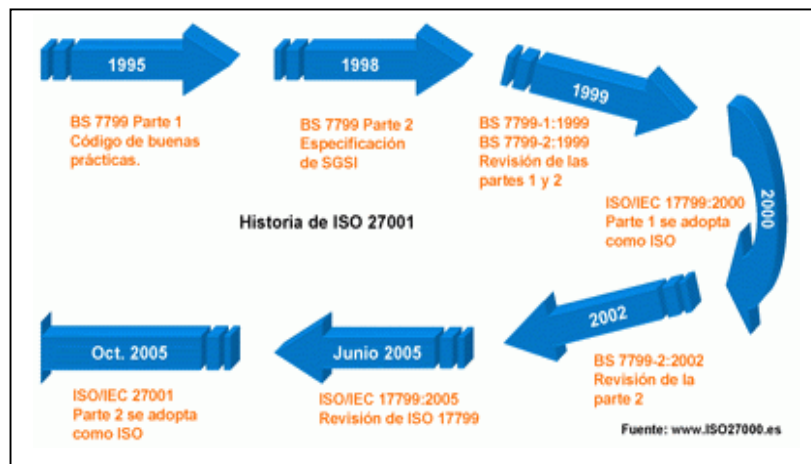 1995
BS 7799 Parte 1
Código de buenas
prácticas.
1998
BS 7799 Parte 2
Especificación
de SGSI
1999
BS 7799-1:1999
BS 7799-2:1999
Revisión de las
partes 1 y 2
2000
ISO/IEC 17799:2000
Parte 1 se adopta
como ISO
Historia de ISO 27001
2002
BS 7799-2:2002
Revisión de la
parte 2
Junio 2005
ISO/IEC 17799:2005
Revisión de ISO 17799
Oct. 2005
ISO/IEC 27001
Parte 2 se adopta
como ISO
Fuente: www.ISO27000.es